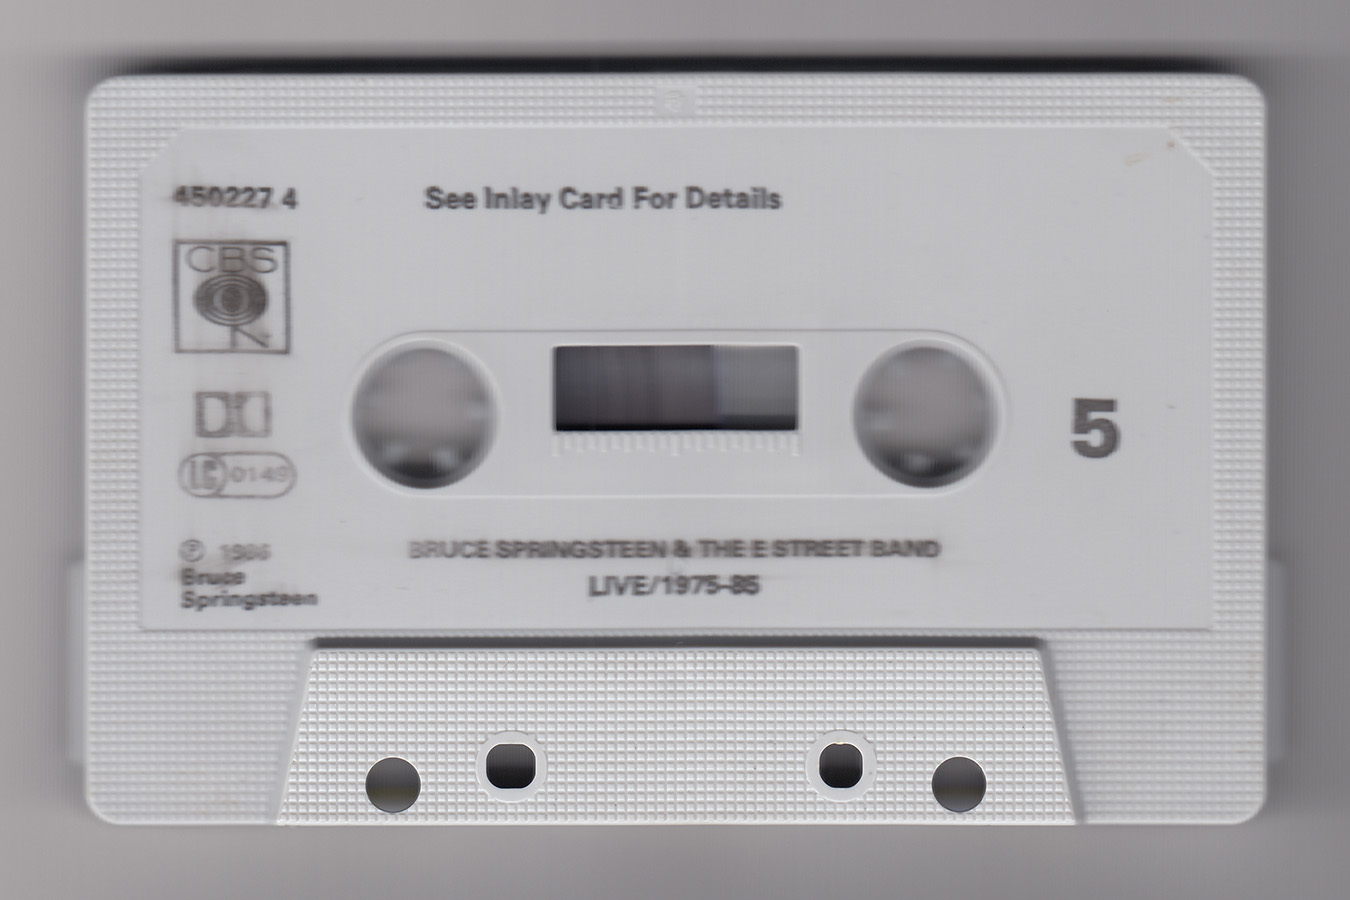 450227 4
See Inlay Card For Details
CBS
5
LC 0149
℗ 1986
Bruce
Springsteen
BRUCE SPRINGSTEEN & THE E STREET BAND
LIVE/1975–85